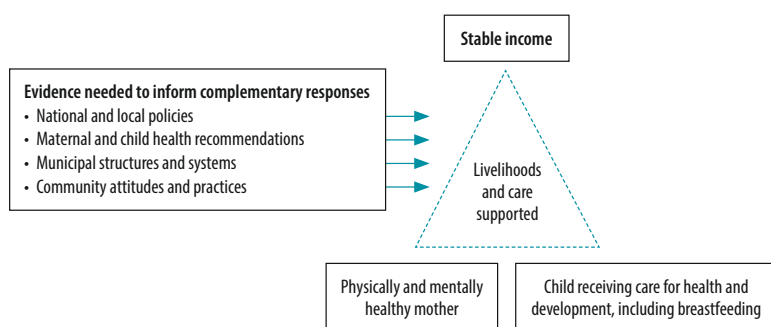 Stable income
Evidence needed to inform complementary responses
• National and local policies
• Maternal and child health recommendations
• Municipal structures and systems
• Community attitudes and practices
Livelihoods
and care
supported
Physically and mentally
healthy mother
Child receiving care for health and
development, including breastfeeding